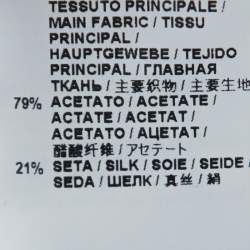 TESSUTO PRINCIPALE /
MAIN FABRIC / TISSU
PRINCIPAL /
HAUPTGEWEBE / TEJIDO
PRINCIPAL / ГЛАВНАЯ
ТКАНЬ / 主要織物 / 主要生地
79% ACETATO / ACETATE /
ACTATE / ACETAT /
ACETATO / АЦЕТАТ /
醋酸纤维 / アセテート
21% SETA / SILK / SOIE / SEIDE /
SEDA / ШЕЛК / 真丝 / 絹